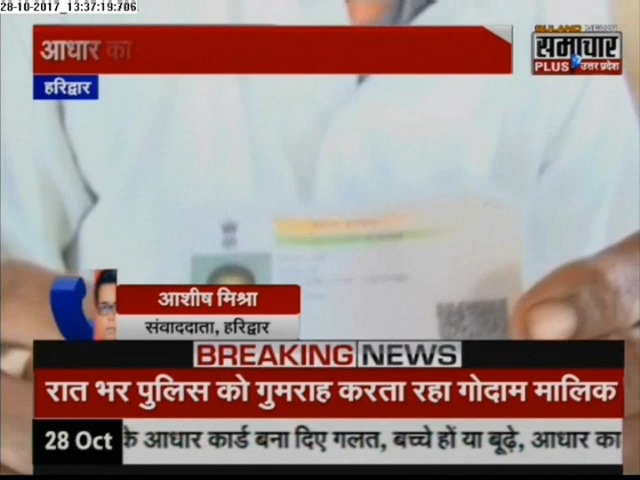 28-10-2017_13:37:19:706
आधार का
समाचार
PLUS उत्तर प्रदेश
हरिद्वार
आशीष मिश्रा
संवाददाता, हरिद्वार
BREAKING NEWS
रात भर पुलिस को गुमराह करता रहा गोदाम मालिक
28 Oct के आधार कार्ड बना दिए गलत, बच्चे हों या बूढ़े, आधार का